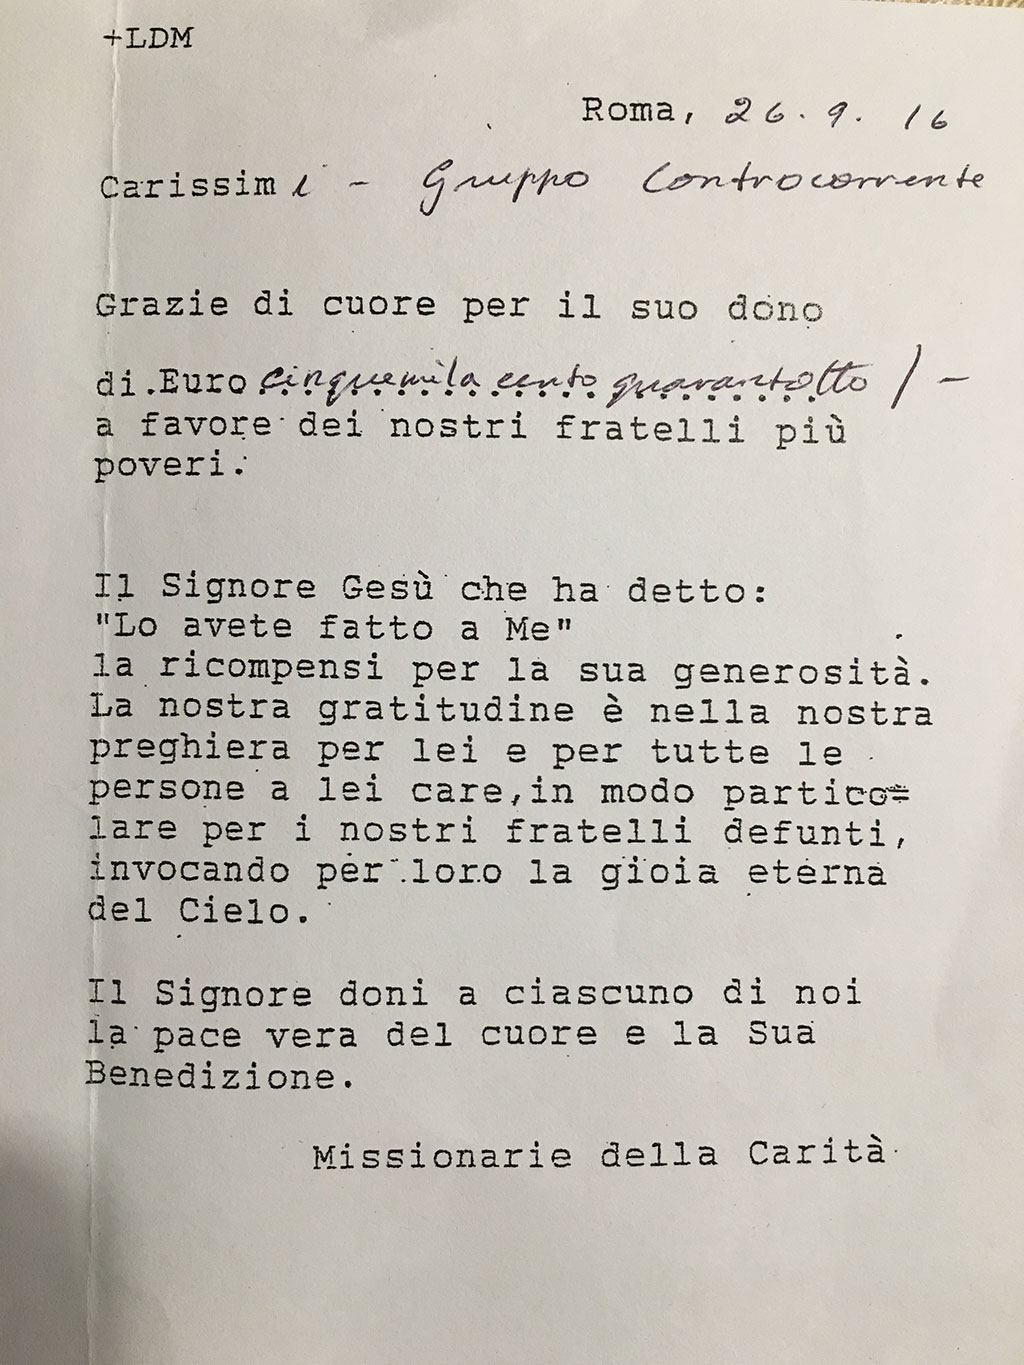 +LDM
Roma, 26.9.16
Carissimi - Gruppo Controcorrente
Grazie di cuore per il suo dono
di.Euro cinquemila cento quarantotto /-
a favore dei nostri fratelli più
poveri.
Il Signore Gesù che ha detto:
"Lo avete fatto a Me"
la ricompensi per la sua generosità.
La nostra gratitudine è nella nostra
preghiera per lei e per tutte le
persone a lei care,in modo partico=
lare per i nostri fratelli defunti,
invocando per loro la gioia eterna
del Cielo.
Il Signore doni a ciascuno di noi
la pace vera del cuore e la Sua
Benedizione.
Missionarie della Carità